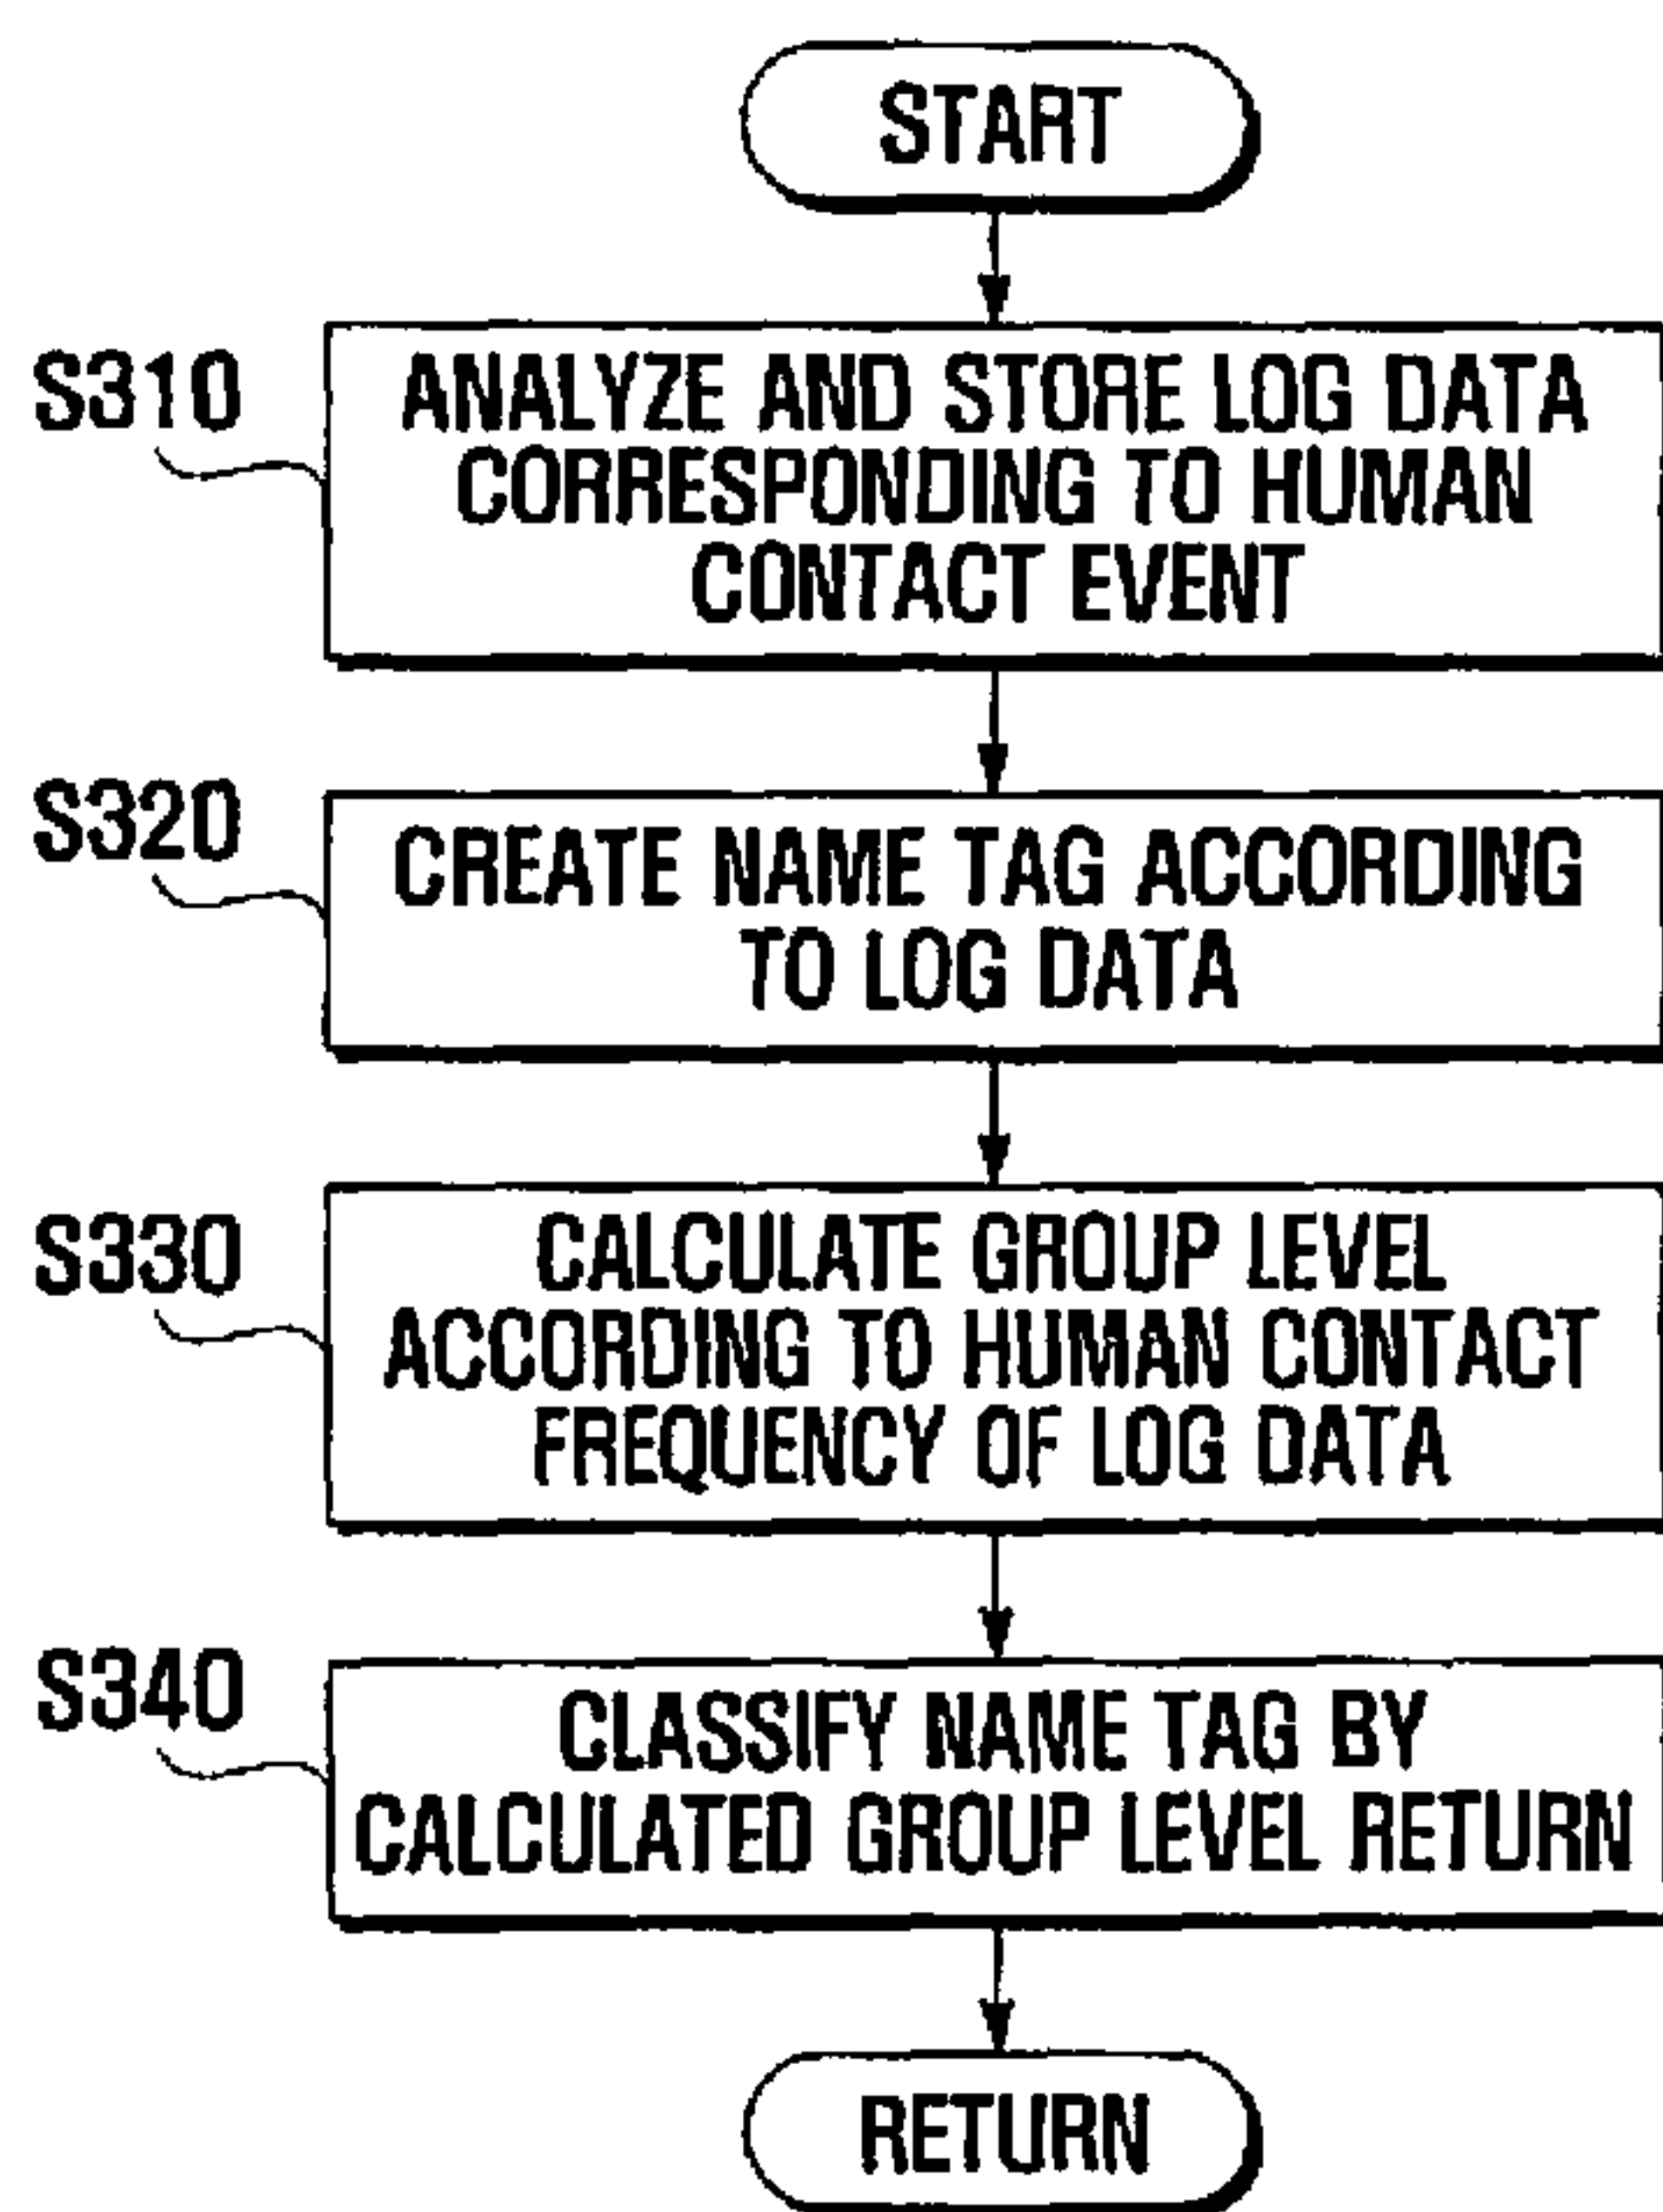 START
S310
ANALYZE AND STORE LOG DATA
CORRESPONDING TO HUMAN
CONTACT EVENT
S320
CREATE NAME TAG ACCORDING
TO LOG DATA
S330
CALCULATE GROUP LEVEL
ACCORDING TO HUMAN CONTACT
FREQUENCY OF LOG DATA
S340
CLASSIFY NAME TAG BY
CALCULATED GROUP LEVEL RETURN
RETURN